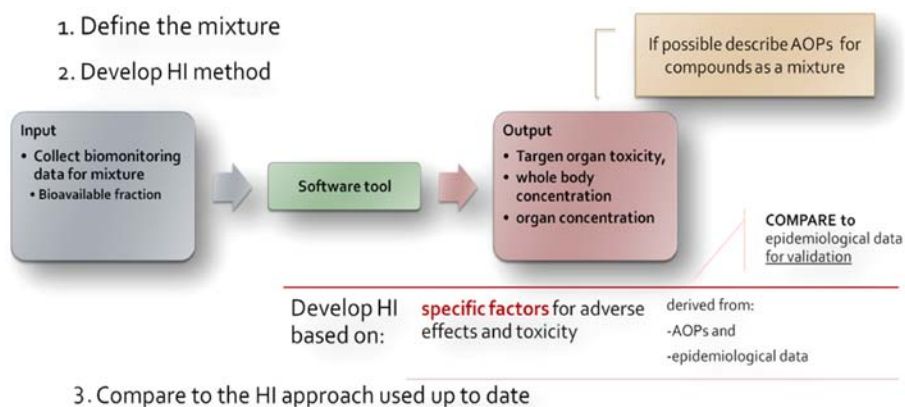 1. Define the mixture
2. Develop HI method
If possible describe AOPs for
compounds as a mixture
Input
• Collect biomonitoring
data for mixture
• Bioavailable fraction
Software tool
Output
• Targen organ toxicity,
• whole body
concentration
• organ concentration
COMPARE to
epidemiological data
for validation
Develop HI
based on:
specific factors for adverse
effects and toxicity
derived from:
-AOPs and
-epidemiological data
3. Compare to the HI approach used up to date